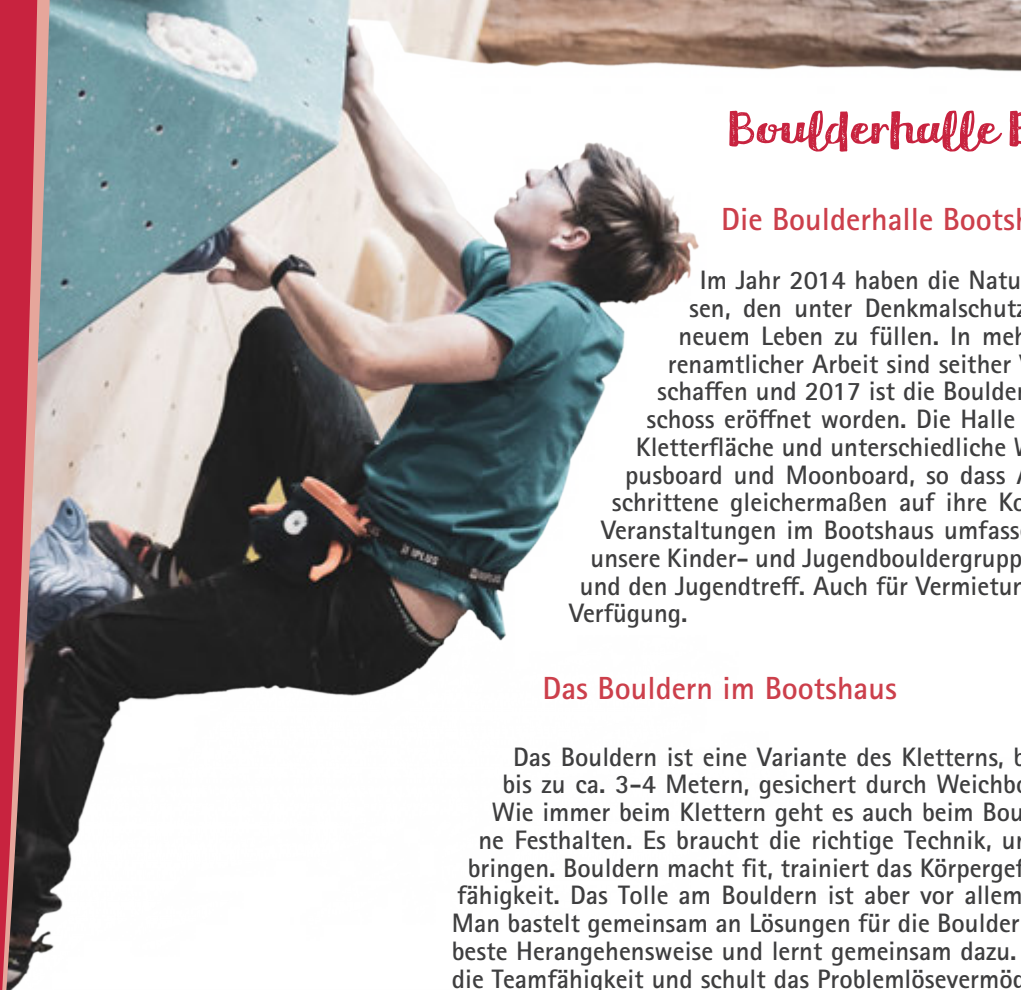 Boulderhalle B
Die Boulderhalle Bootsh
Im Jahr 2014 haben die Natu
sen, den unter Denkmalschutz
neuem Leben zu füllen. In meh
renamtlicher Arbeit sind seither
schaffen und 2017 ist die Boulder
schoss eröffnet worden. Die Halle
Kletterfläche und unterschiedliche
pusboard und Moonboard, so dass A
schrittene gleichermaßen auf ihre Ko
Veranstaltungen im Bootshaus umfass
unsere Kinder- und Jugendbouldergrupp
und den Jugendtreff. Auch für Vermietun
Verfügung.
Das Bouldern im Bootshaus
Das Bouldern ist eine Variante des Kletterns, b
bis zu ca. 3-4 Metern, gesichert durch Weichbo
Wie immer beim Klettern geht es auch beim Bou
ne Festhalten. Es braucht die richtige Technik, u
bringen. Bouldern macht fit, trainiert das Körpergef
fähigkeit. Das Tolle am Bouldern ist aber vor allem
Man bastelt gemeinsam an Lösungen für die Boulder
beste Herangehensweise und lernt gemeinsam dazu.
die Teamfähigkeit und schult das Problemlösevermög